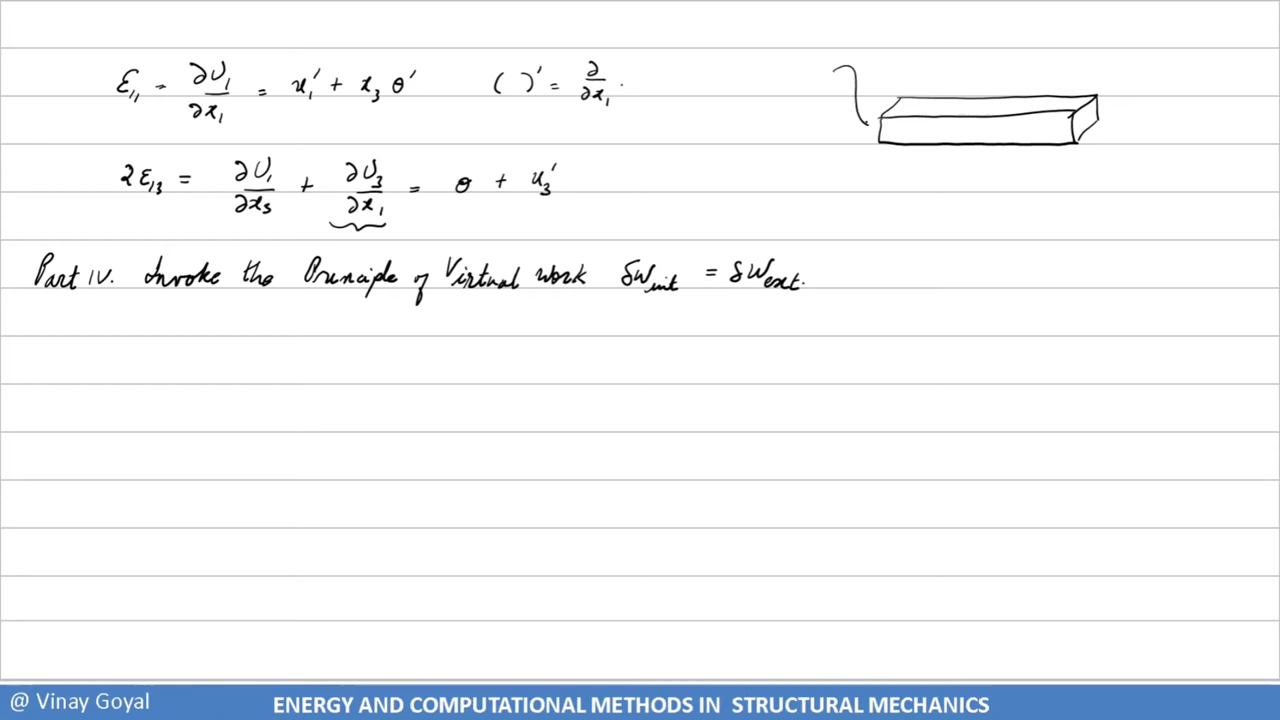 ε₁₁ = ∂U₁/∂x₁ = u₁′ + x₃ θ′ ( )′ = ∂/∂x₁
2ε₁₃ = ∂U₁/∂x₃ + ∂U₃/∂x₁ = θ + u₃′
Part IV. Invoke the Principle of Virtual work δW_int = δW_ext.
@ Vinay Goyal
ENERGY AND COMPUTATIONAL METHODS IN STRUCTURAL MECHANICS